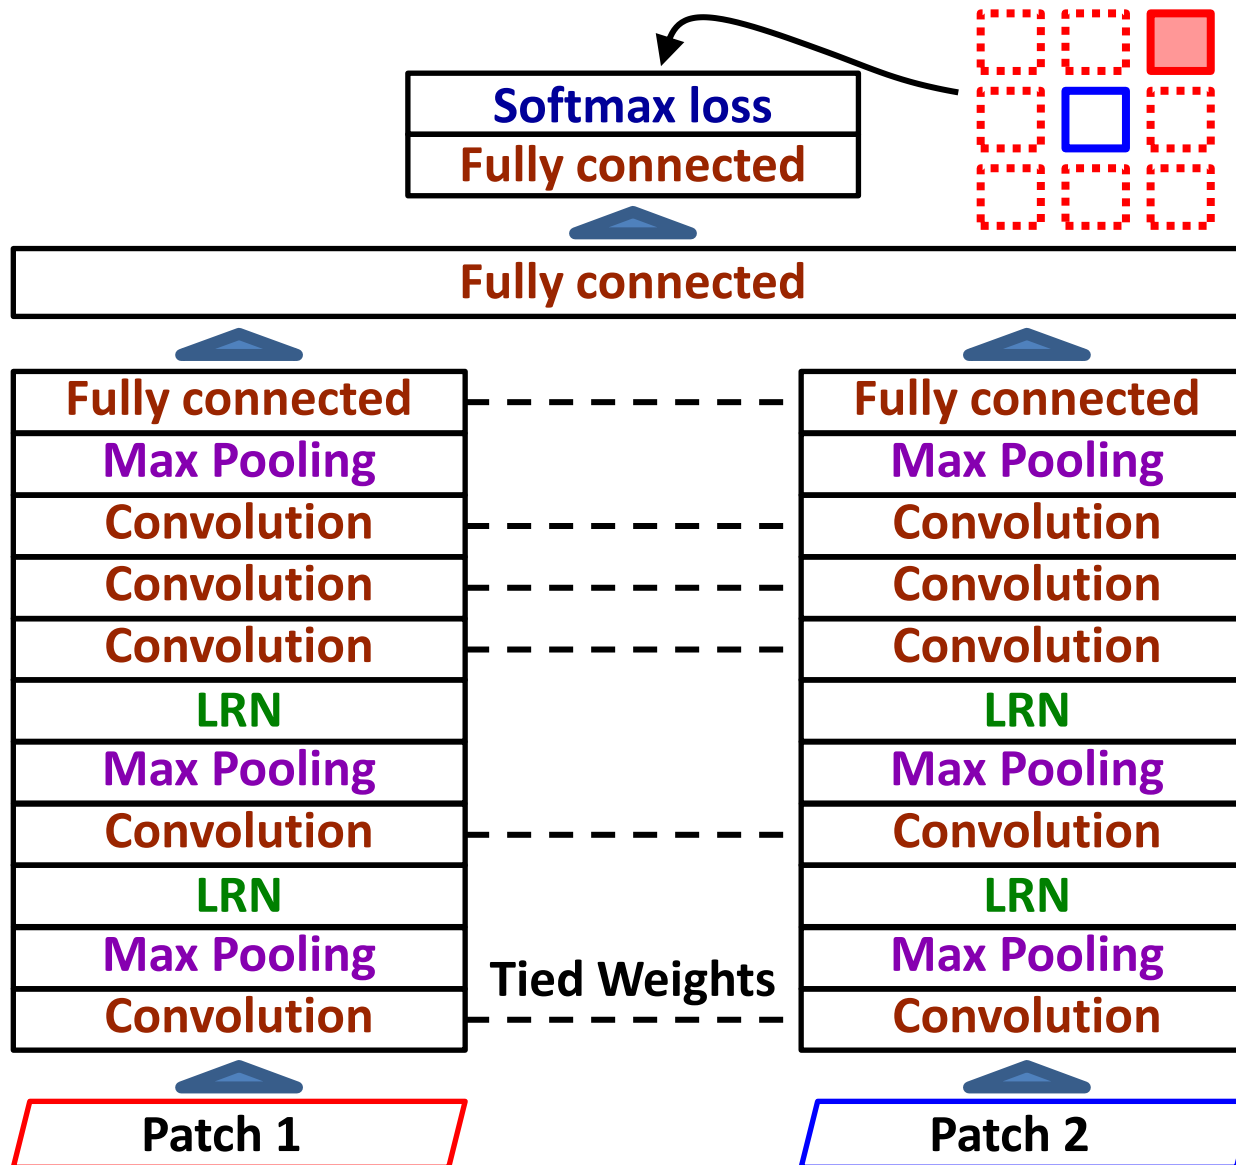 Softmax loss
Fully connected
Fully connected
Fully connected
Max Pooling
Convolution
Convolution
Convolution
LRN
Max Pooling
Convolution
LRN
Max Pooling
Convolution
Patch 1
Tied Weights
Fully connected
Max Pooling
Convolution
Convolution
Convolution
LRN
Max Pooling
Convolution
LRN
Max Pooling
Convolution
Patch 2